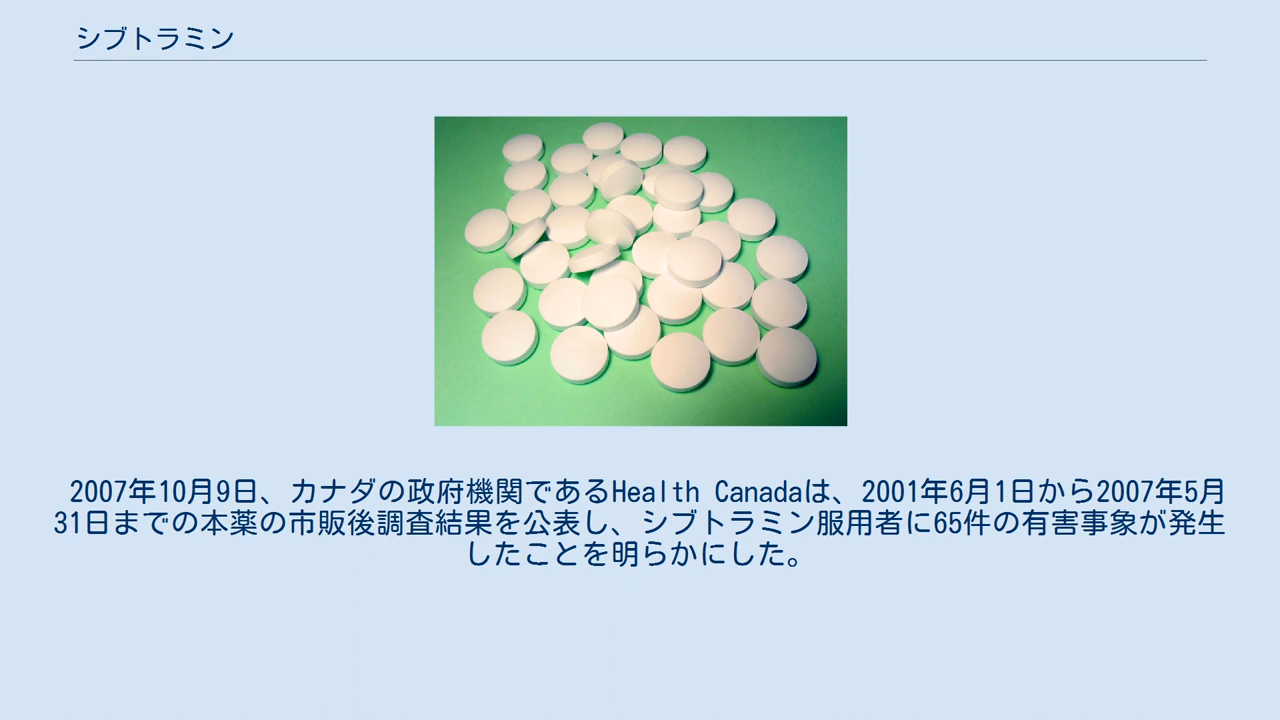 シブトラミン
2007年10月9日、カナダの政府機関であるHealth Canadaは、2001年6月1日から2007年5月
31日までの本薬の市販後調査結果を公表し、シブトラミン服用者に65件の有害事象が発生
したことを明らかにした。